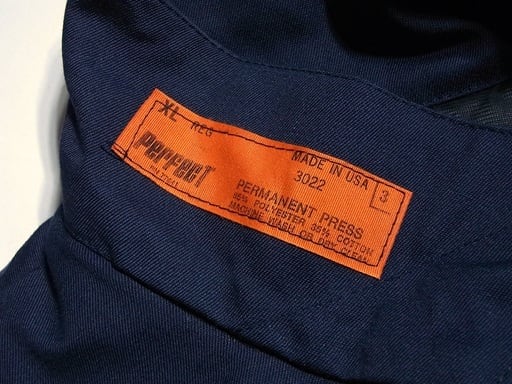 XL REG
PERFECT
MADE IN USA
3022
3
PERMANENT PRESS
65% POLYESTER 35% COTTON
MACHINE WASH OR DRY CLEAN